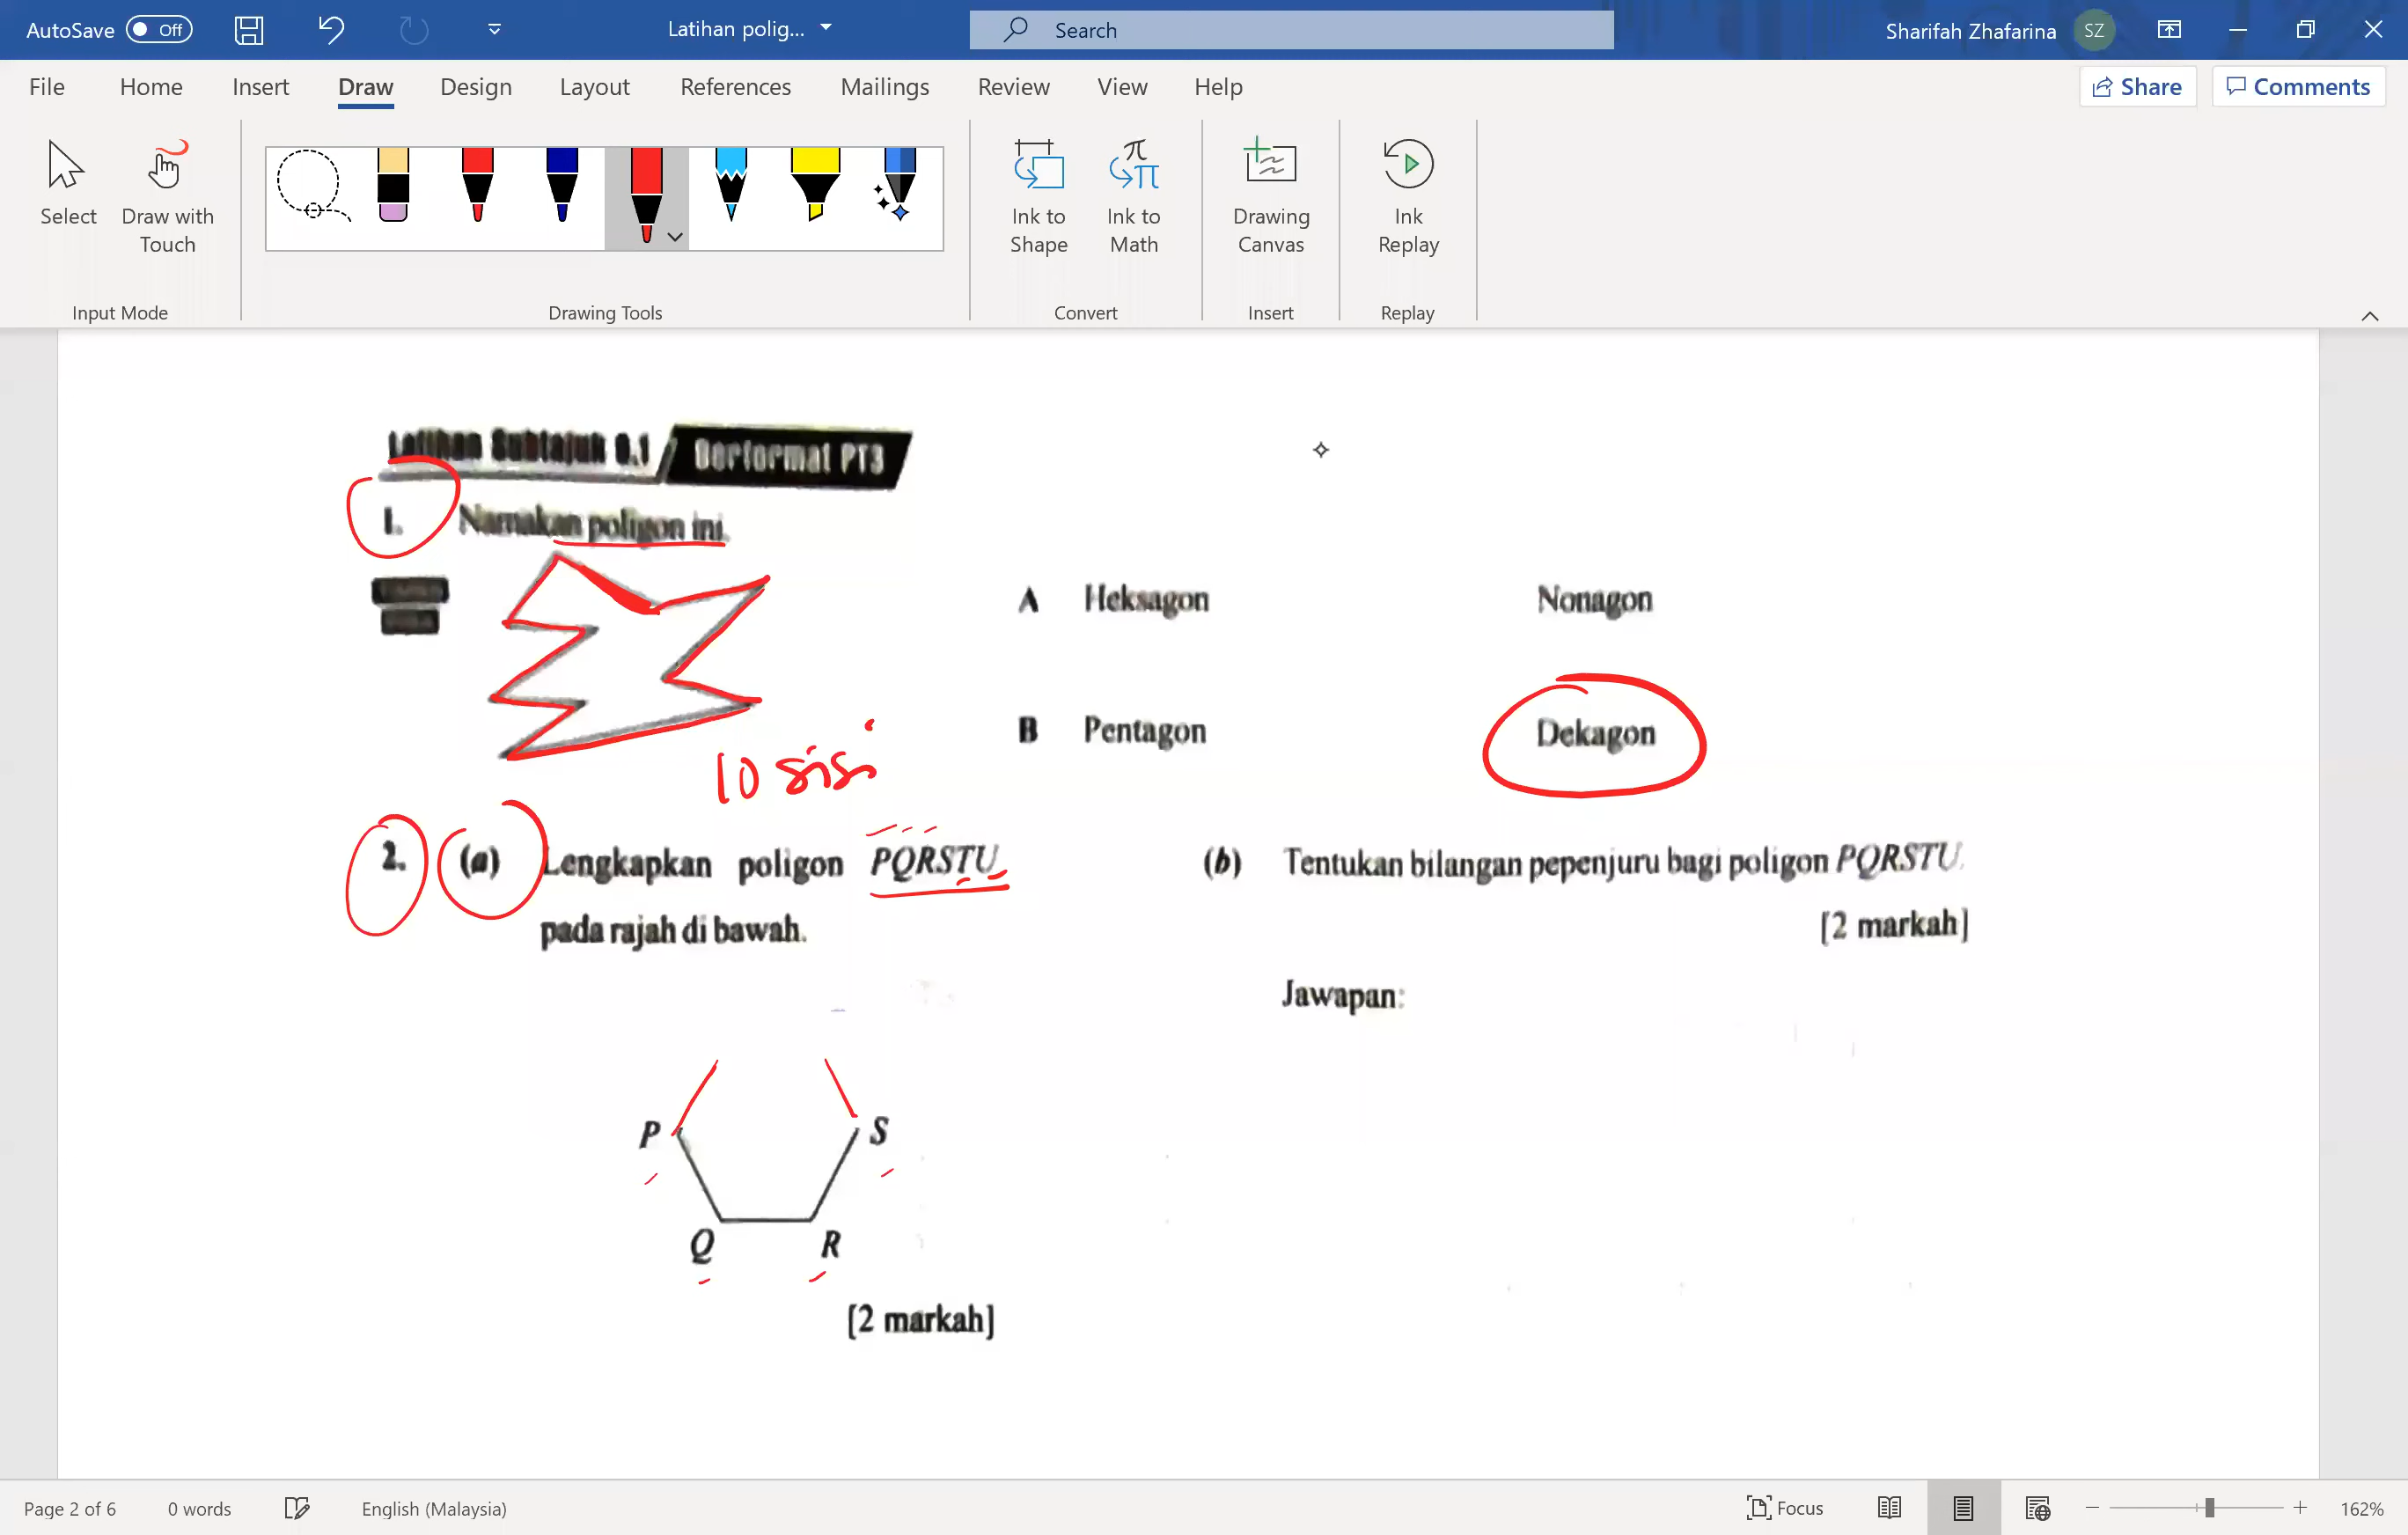 AutoSave Off Latihan polig... Search Sharifah Zhafarina SZ
File Home Insert Draw Design Layout References Mailings Review View Help Share Comments
Select Draw with Touch Ink to Shape Ink to Math Drawing Canvas Ink Replay
Input Mode Drawing Tools Convert Insert Replay
Latihan Subtajuk 9.1 Berformat PT3
1. Namakan poligon ini.
A Heksagon Nonagon
B Pentagon Dekagon
10 sisi
2. (a) Lengkapkan poligon PQRSTU
pada rajah di bawah.
(b) Tentukan bilangan pepenjuru bagi poligon PQRSTU.
[2 markah]
Jawapan:
P S
Q R
[2 markah]
Page 2 of 6 0 words English (Malaysia) Focus 162%